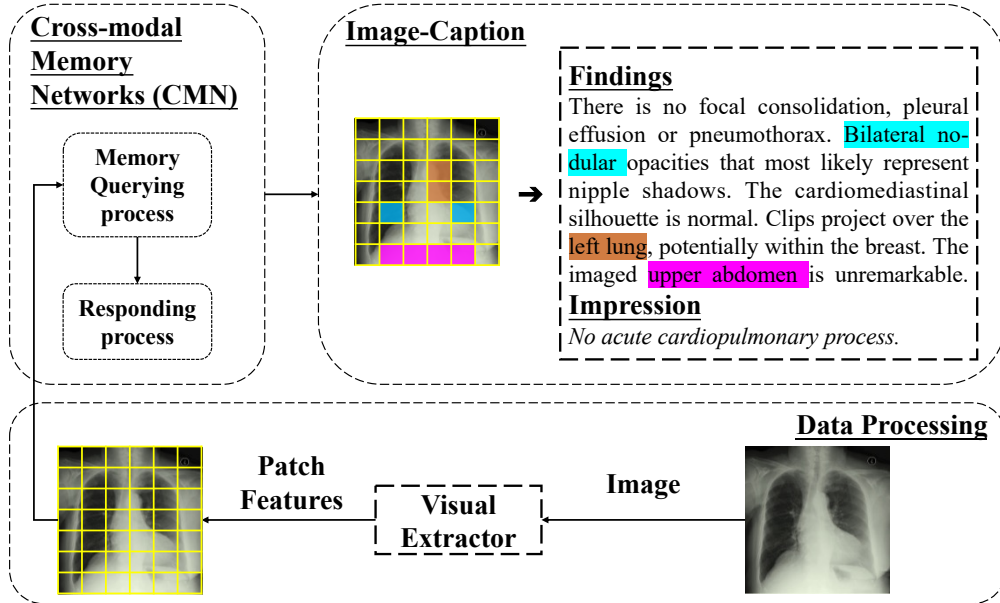 Cross-modal
Memory
Networks (CMN)
Memory
Querying
process
Responding
process
Image-Caption
Findings
There is no focal consolidation, pleural
effusion or pneumothorax. Bilateral no-
dular opacities that most likely represent
nipple shadows. The cardiomediastinal
silhouette is normal. Clips project over the
left lung, potentially within the breast. The
imaged upper abdomen is unremarkable.
Impression
No acute cardiopulmonary process.
Data Processing
Patch
Features
Visual
Extractor
Image